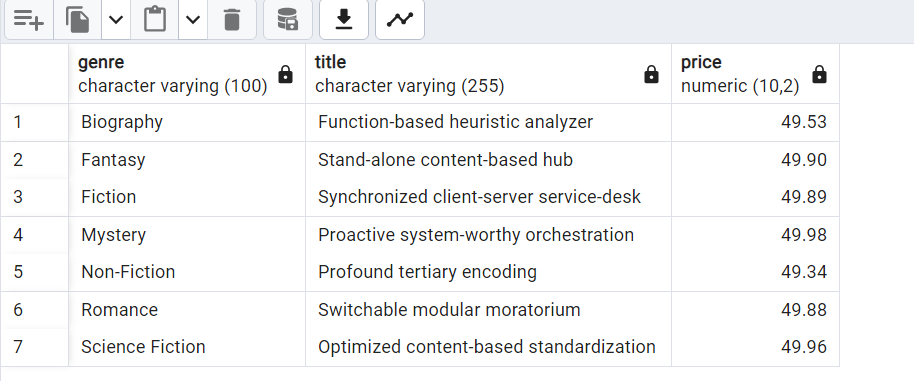 genre title price
character varying (100) character varying (255) numeric (10,2)
1 Biography Function-based heuristic analyzer 49.53
2 Fantasy Stand-alone content-based hub 49.90
3 Fiction Synchronized client-server service-desk 49.89
4 Mystery Proactive system-worthy orchestration 49.98
5 Non-Fiction Profound tertiary encoding 49.34
6 Romance Switchable modular moratorium 49.88
7 Science Fiction Optimized content-based standardization 49.96